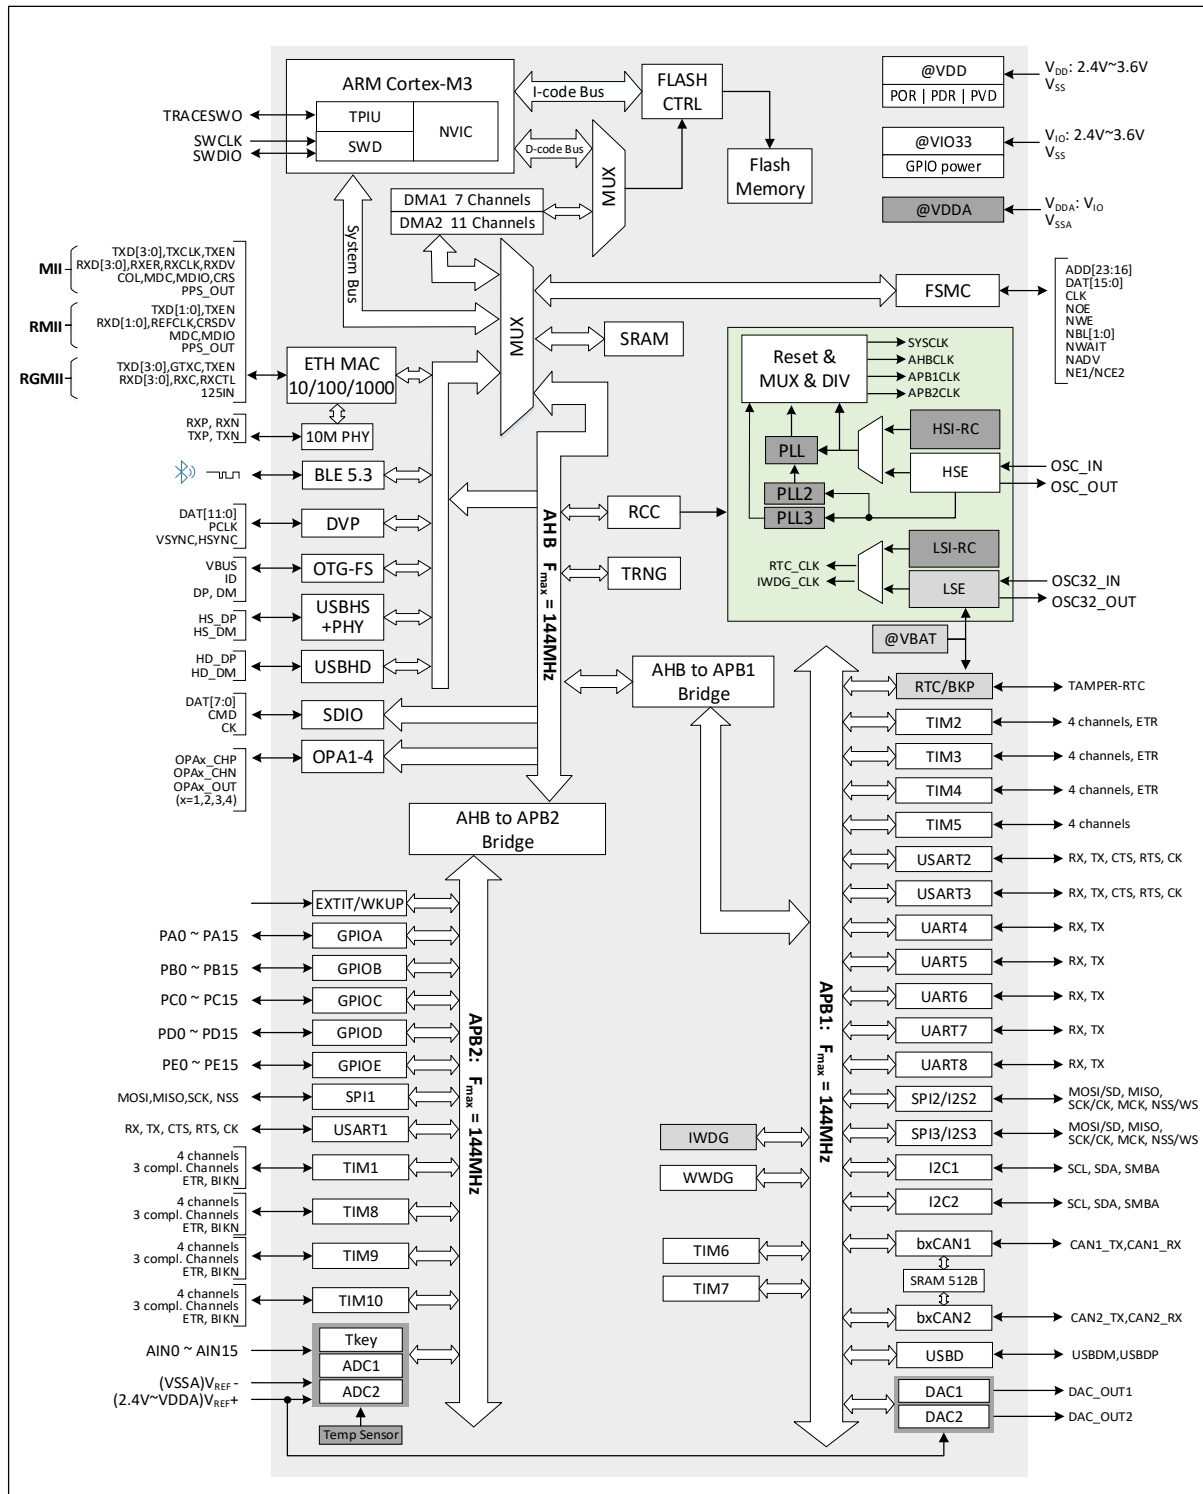 ARM Cortex-M3
TPIU
SWD
NVIC
TRACESWO
SWCLK
SWDIO
I-code Bus
D-code Bus
System Bus
FLASH
CTRL
MUX
Flash
Memory
DMA1 7 Channels
DMA2 11 Channels
@VDD
POR | PDR | PVD
VDD: 2.4V~3.6V
VSS
@VIO33
GPIO power
VIO: 2.4V~3.6V
VSS
@VDDA
VDDA: VIO
VSSA
MII
TXD[3:0],TXCLK,TXEN
RXD[3:0],RXER,RXCLK,RXDV
COL,MDC,MDIO,CRS
PPS_OUT
RMII
TXD[1:0],TXEN
RXD[1:0],REFCLK,CRSDV
MDC,MDIO
PPS_OUT
RGMII
TXD[3:0],GTXC,TXEN
RXD[3:0],RXC,RXCTL
125IN
ETH MAC
10/100/1000
RXP, RXN
TXP, TXN
10M PHY
BLE 5.3
DAT[11:0]
PCLK
VSYNC,HSYNC
DVP
VBUS
ID
DP, DM
OTG-FS
HS_DP
HS_DM
USBHS
+PHY
HD_DP
HD_DM
USBHD
DAT[7:0]
CMD
CK
SDIO
OPAx_CHP
OPAx_CHN
OPAx_OUT
(x=1,2,3,4)
OPA1-4
MUX
SRAM
FSMC
ADD[23:16]
DAT[15:0]
CLK
NOE
NWE
NBL[1:0]
NWAIT
NADV
NE1/NCE2
AHB Fmax = 144MHz
RCC
TRNG
Reset &
MUX & DIV
SYSCLK
AHBCLK
APB1CLK
APB2CLK
PLL
PLL2
PLL3
HSI-RC
HSE
OSC_IN
OSC_OUT
RTC_CLK
IWDG_CLK
LSI-RC
LSE
OSC32_IN
OSC32_OUT
@VBAT
AHB to APB1
Bridge
AHB to APB2
Bridge
EXTIT/WKUP
PA0 ~ PA15
GPIOA
PB0 ~ PB15
GPIOB
PC0 ~ PC15
GPIOC
PD0 ~ PD15
GPIOD
PE0 ~ PE15
GPIOE
MOSI,MISO,SCK, NSS
SPI1
RX, TX, CTS, RTS, CK
USART1
4 channels
3 compl. Channels
ETR, BIKN
TIM1
4 channels
3 compl. Channels
ETR, BIKN
TIM8
4 channels
3 compl. Channels
ETR, BIKN
TIM9
4 channels
3 compl. Channels
ETR, BIKN
TIM10
AIN0 ~ AIN15
(VSSA)VREF -
(2.4V~VDDA)VREF+
Tkey
ADC1
ADC2
Temp Sensor
APB2: Fmax = 144MHz
IWDG
WWDG
TIM6
TIM7
APB1: Fmax = 144MHz
RTC/BKP
TAMPER-RTC
TIM2
4 channels, ETR
TIM3
4 channels, ETR
TIM4
4 channels, ETR
TIM5
4 channels
USART2
RX, TX, CTS, RTS, CK
USART3
RX, TX, CTS, RTS, CK
UART4
RX, TX
UART5
RX, TX
UART6
RX, TX
UART7
RX, TX
UART8
RX, TX
SPI2/I2S2
MOSI/SD, MISO,
SCK/CK, MCK, NSS/WS
SPI3/I2S3
MOSI/SD, MISO,
SCK/CK, MCK, NSS/WS
I2C1
SCL, SDA, SMBA
I2C2
SCL, SDA, SMBA
bxCAN1
CAN1_TX,CAN1_RX
SRAM 512B
bxCAN2
CAN2_TX,CAN2_RX
USBD
USBDM,USBDP
DAC1
DAC_OUT1
DAC2
DAC_OUT2